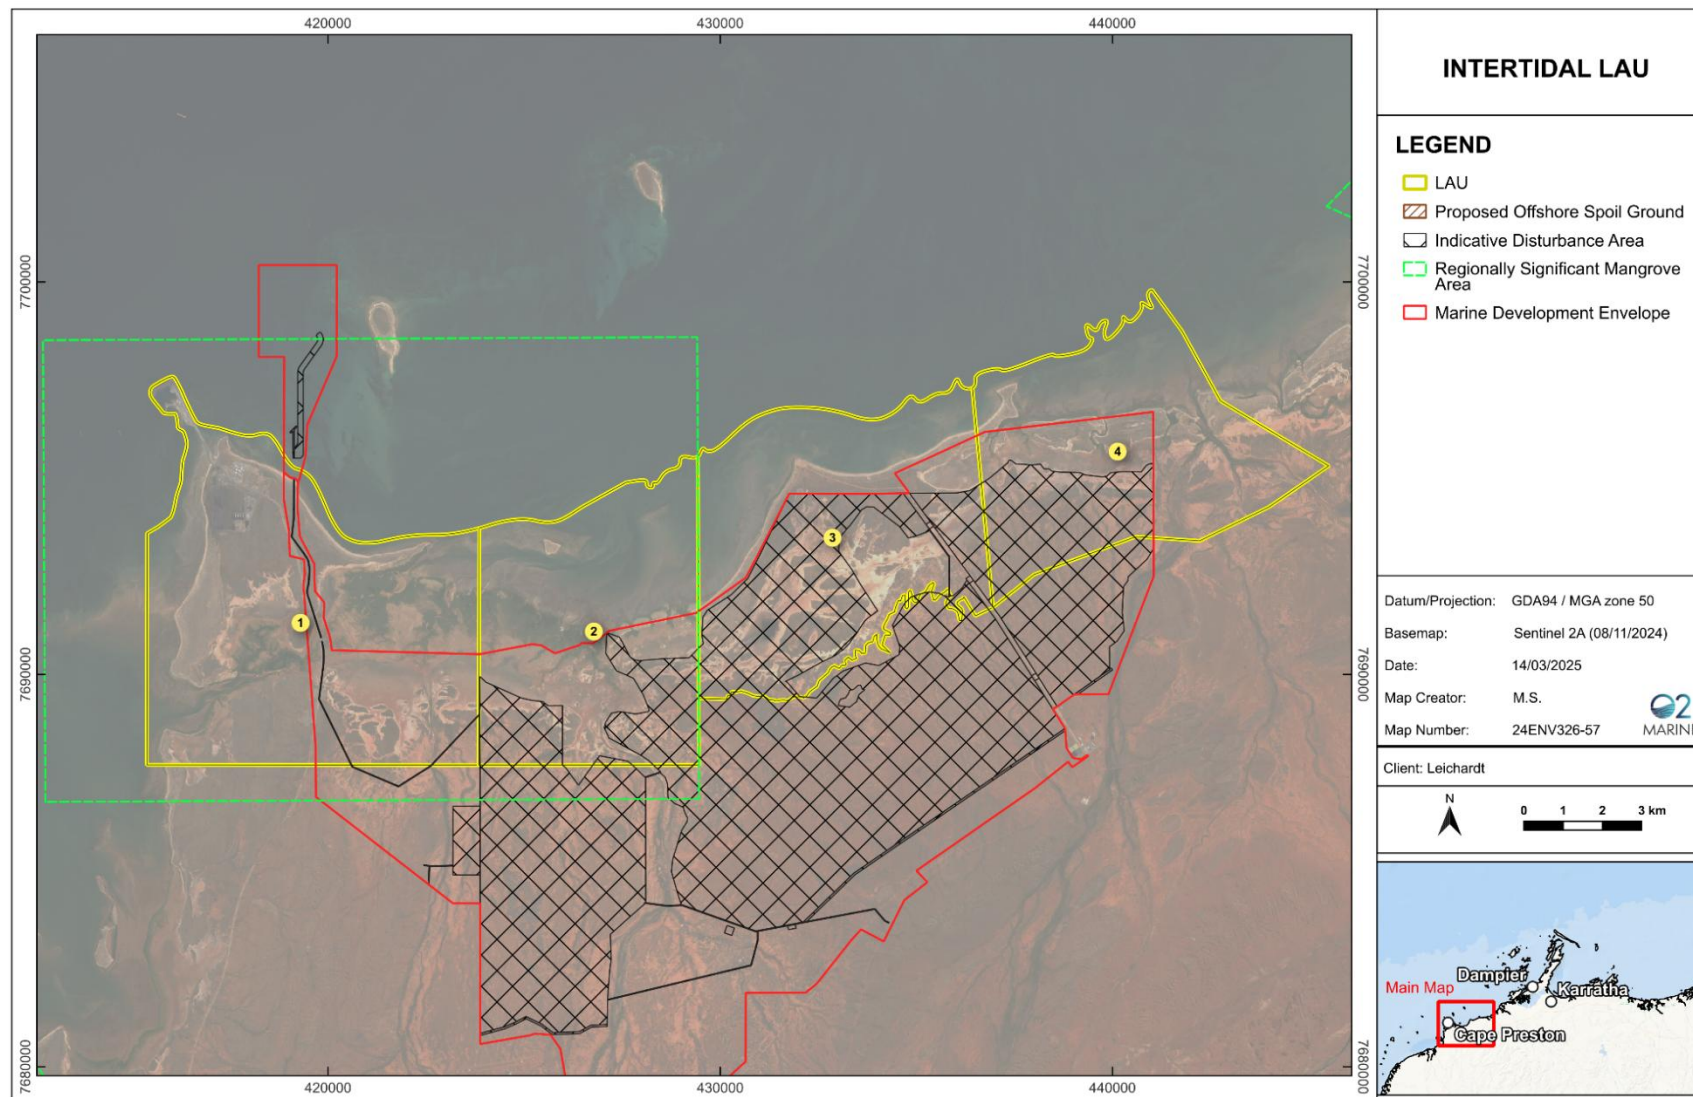 420000
430000
440000
7700000
7690000
7680000
7700000
7690000
7680000
420000
430000
440000
1
2
3
4
INTERTIDAL LAU
LEGEND
LAU
Proposed Offshore Spoil Ground
Indicative Disturbance Area
Regionally Significant Mangrove
Area
Marine Development Envelope
Datum/Projection: GDA94 / MGA zone 50
Basemap: Sentinel 2A (08/11/2024)
Date: 14/03/2025
Map Creator: M.S.
Map Number: 24ENV326-57
O2
MARINE
Client: Leichardt
N
0 1 2 3 km
Dampier
Karratha
Main Map
Cape Preston